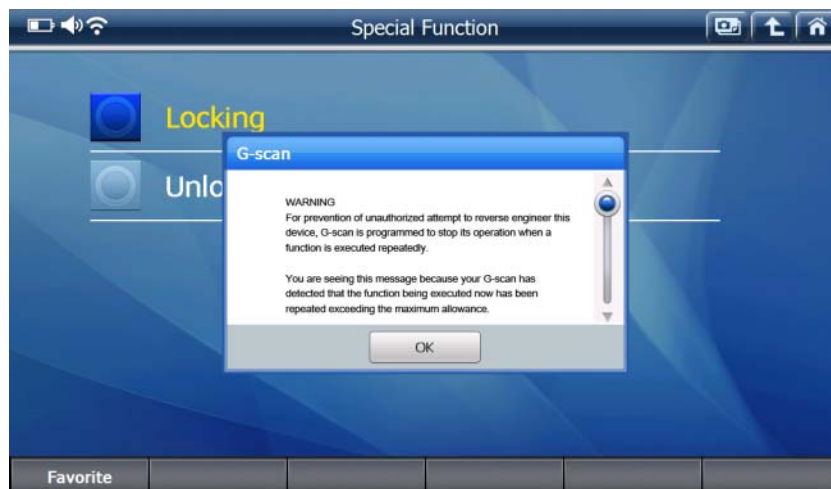 Special Function
Locking
G-scan
Unlo
WARNING
For prevention of unauthorized attempt to reverse engineer this
device, G-scan is programmed to stop its operation when a
function is executed repeatedly.
You are seeing this message because your G-scan has
detected that the function being executed now has been
repeated exceeding the maximum allowance.
OK
Favorite